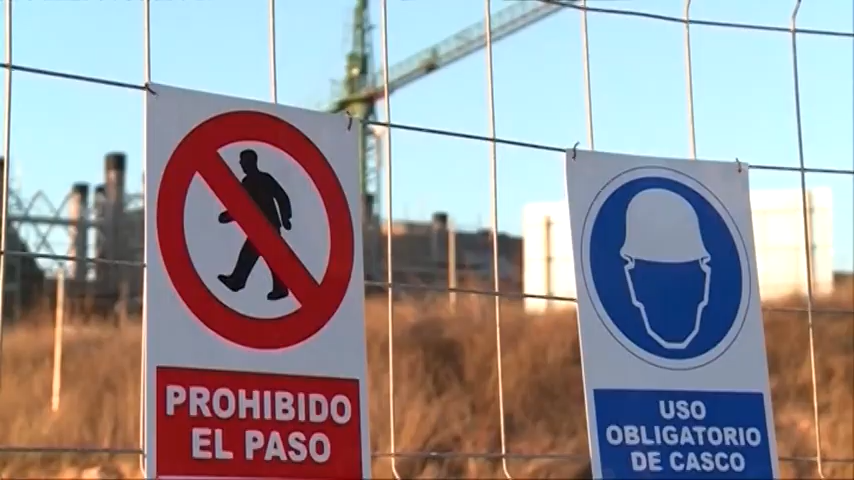 PROHIBIDO
EL PASO
USO
OBLIGATORIO
DE CASCO